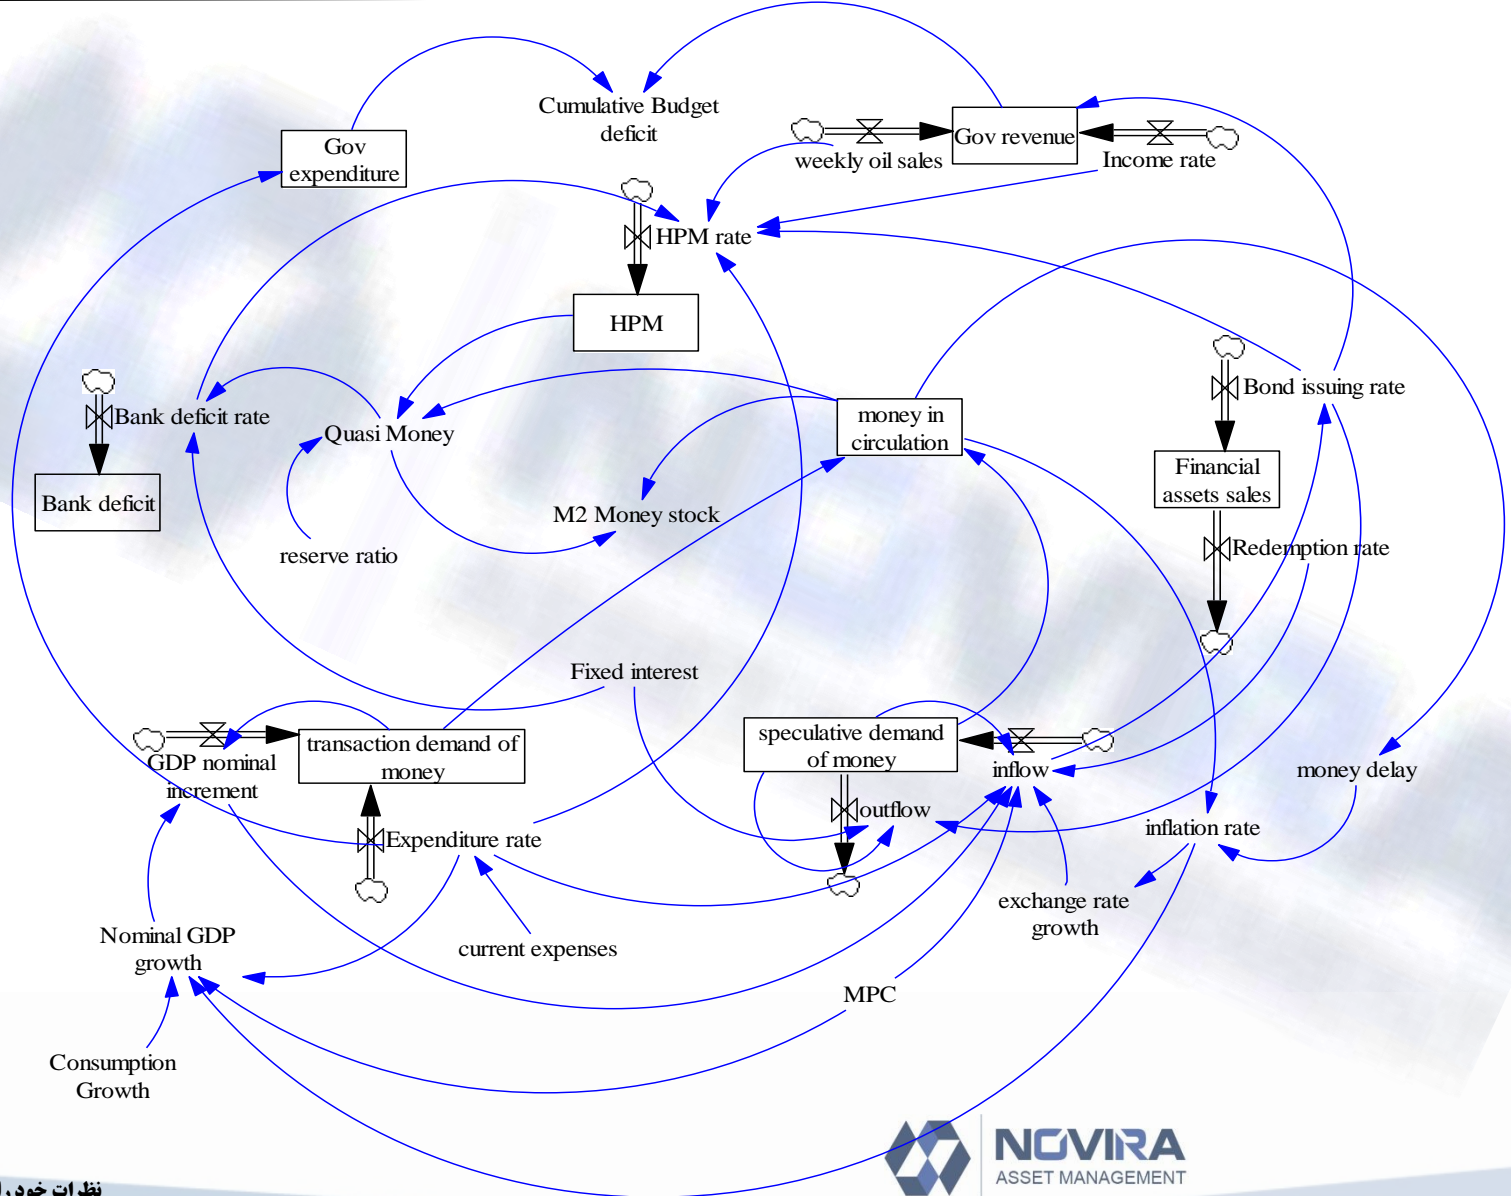 Cumulative Budget
deficit
Gov
expenditure
weekly oil sales
Gov revenue
Income rate
HPM rate
HPM
Bank deficit rate
Bank deficit
Quasi Money
reserve ratio
money in
circulation
M2 Money stock
Bond issuing rate
Financial
assets sales
Redemption rate
Fixed interest
GDP nominal
increment
transaction demand of
money
speculative demand
of money
inflow
outflow
money delay
inflation rate
Expenditure rate
exchange rate
growth
Nominal GDP
growth
current expenses
MPC
Consumption
Growth
NOVIRA
ASSET MANAGEMENT
نظرات خود را